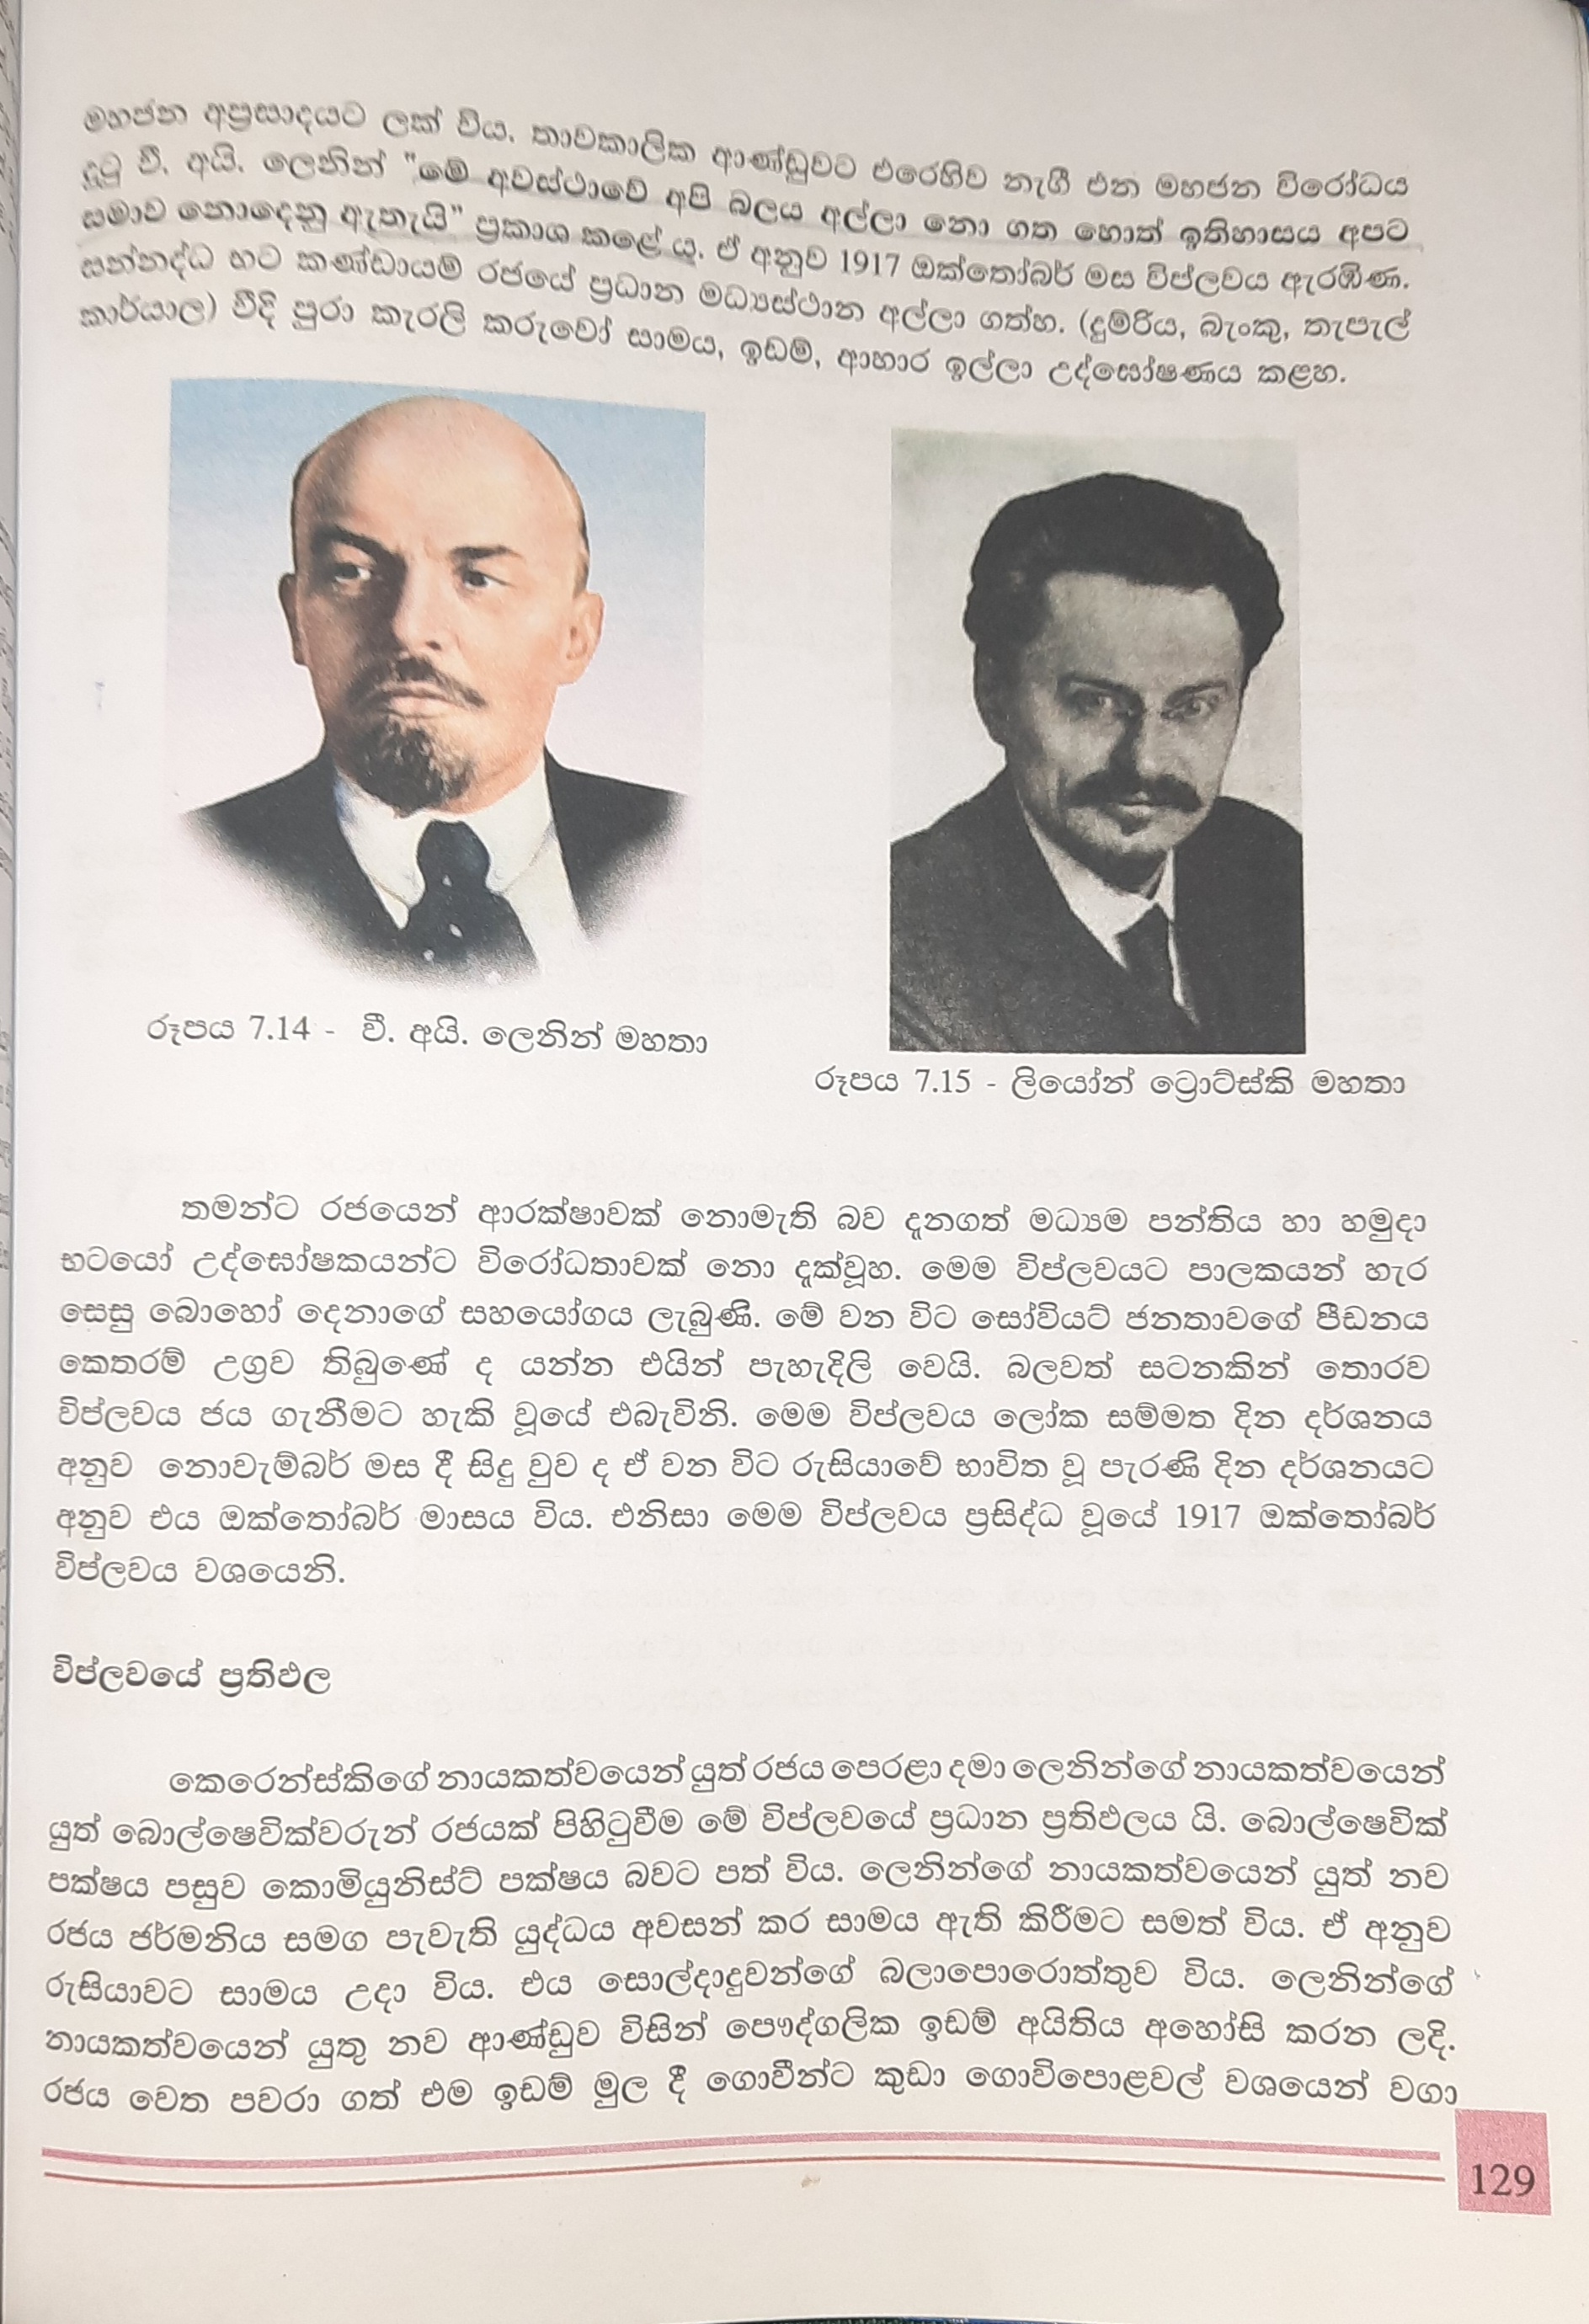 මහජන අප්‍රසාදයට ලක් විය. තාවකාලික ආණ්ඩුවට එරෙහිව නැගී එන මහජන විරෝධය
දුටු වී. අයි. ලෙනින් "මේ අවස්ථාවේ අපි බලය අල්ලා නො ගත හොත් ඉතිහාසය අපට
සමාව නොදෙනු ඇතැයි" ප්‍රකාශ කළේ ය. ඒ අනුව 1917 ඔක්තෝබර් මස විප්ලවය ඇරඹිණ.
සන්නද්ධ භට කණ්ඩායම් රජයේ ප්‍රධාන මධ්‍යස්ථාන අල්ලා ගත්හ. (දුම්රිය, බැංකු, තැපැල්
කාර්යාල) වීදි පුරා කැරලි කරුවෝ සාමය, ඉඩම්, ආහාර ඉල්ලා උද්ඝෝෂණය කළහ.
රූපය 7.14 - වී. අයි. ලෙනින් මහතා
රූපය 7.15 - ලියෝන් ට්‍රොට්ස්කි මහතා
තමන්ට රජයෙන් ආරක්ෂාවක් නොමැති බව දැනගත් මධ්‍යම පන්තිය හා හමුදා
භටයෝ උද්ඝෝෂකයන්ට විරෝධතාවක් නො දැක්වූහ. මෙම විප්ලවයට පාලකයන් හැර
සෙසු බොහෝ දෙනාගේ සහයෝගය ලැබුණි. මේ වන විට සෝවියට් ජනතාවගේ පීඩනය
කෙතරම් උග්‍රව තිබුණේ ද යන්න එයින් පැහැදිලි වෙයි. බලවත් සටනකින් තොරව
විප්ලවය ජය ගැනීමට හැකි වූයේ එබැවිනි. මෙම විප්ලවය ලෝක සම්මත දින දර්ශනය
අනුව නොවැම්බර් මස දී සිදු වුව ද ඒ වන විට රුසියාවේ භාවිත වූ පැරණි දින දර්ශනයට
අනුව එය ඔක්තෝබර් මාසය විය. එනිසා මෙම විප්ලවය ප්‍රසිද්ධ වූයේ 1917 ඔක්තෝබර්
විප්ලවය වශයෙනි.
විප්ලවයේ ප්‍රතිඵල
කෙරෙන්ස්කිගේ නායකත්වයෙන් යුත් රජය පෙරළා දමා ලෙනින්ගේ නායකත්වයෙන්
යුත් බොල්ෂෙවික්වරුන් රජයක් පිහිටුවීම මේ විප්ලවයේ ප්‍රධාන ප්‍රතිඵලය යි. බොල්ෂෙවික්
පක්ෂය පසුව කොමියුනිස්ට් පක්ෂය බවට පත් විය. ලෙනින්ගේ නායකත්වයෙන් යුත් නව
රජය ජර්මනිය සමග පැවැති යුද්ධය අවසන් කර සාමය ඇති කිරීමට සමත් විය. ඒ අනුව
රුසියාවට සාමය උදා විය. එය සොල්දාදුවන්ගේ බලාපොරොත්තුව විය. ලෙනින්ගේ
නායකත්වයෙන් යුතු නව ආණ්ඩුව විසින් පෞද්ගලික ඉඩම් අයිතිය අහෝසි කරන ලදි.
රජය වෙත පවරා ගත් එම ඉඩම් මුල දී ගොවීන්ට කුඩා ගොවිපොළවල් වශයෙන් වගා
129